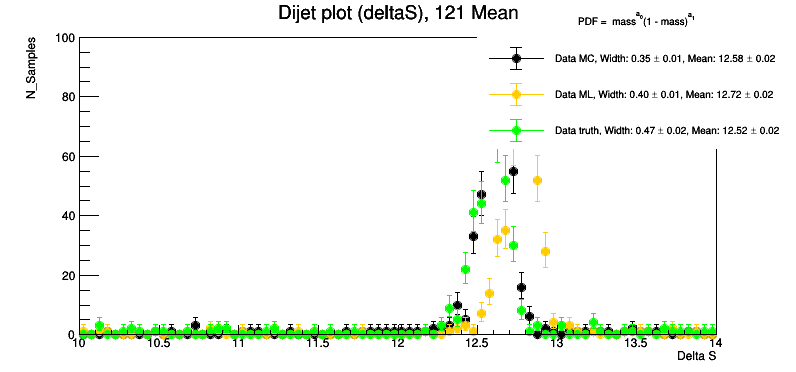 Dijet plot (deltaS), 121 Mean
PDF = mass^a0 (1 - mass)^a1
N_Samples
Data MC, Width: 0.35 ± 0.01, Mean: 12.58 ± 0.02
Data ML, Width: 0.40 ± 0.01, Mean: 12.72 ± 0.02
Data truth, Width: 0.47 ± 0.02, Mean: 12.52 ± 0.02
100
80
60
40
20
0
10 10.5 11 11.5 12 12.5 13 13.5 14
Delta S